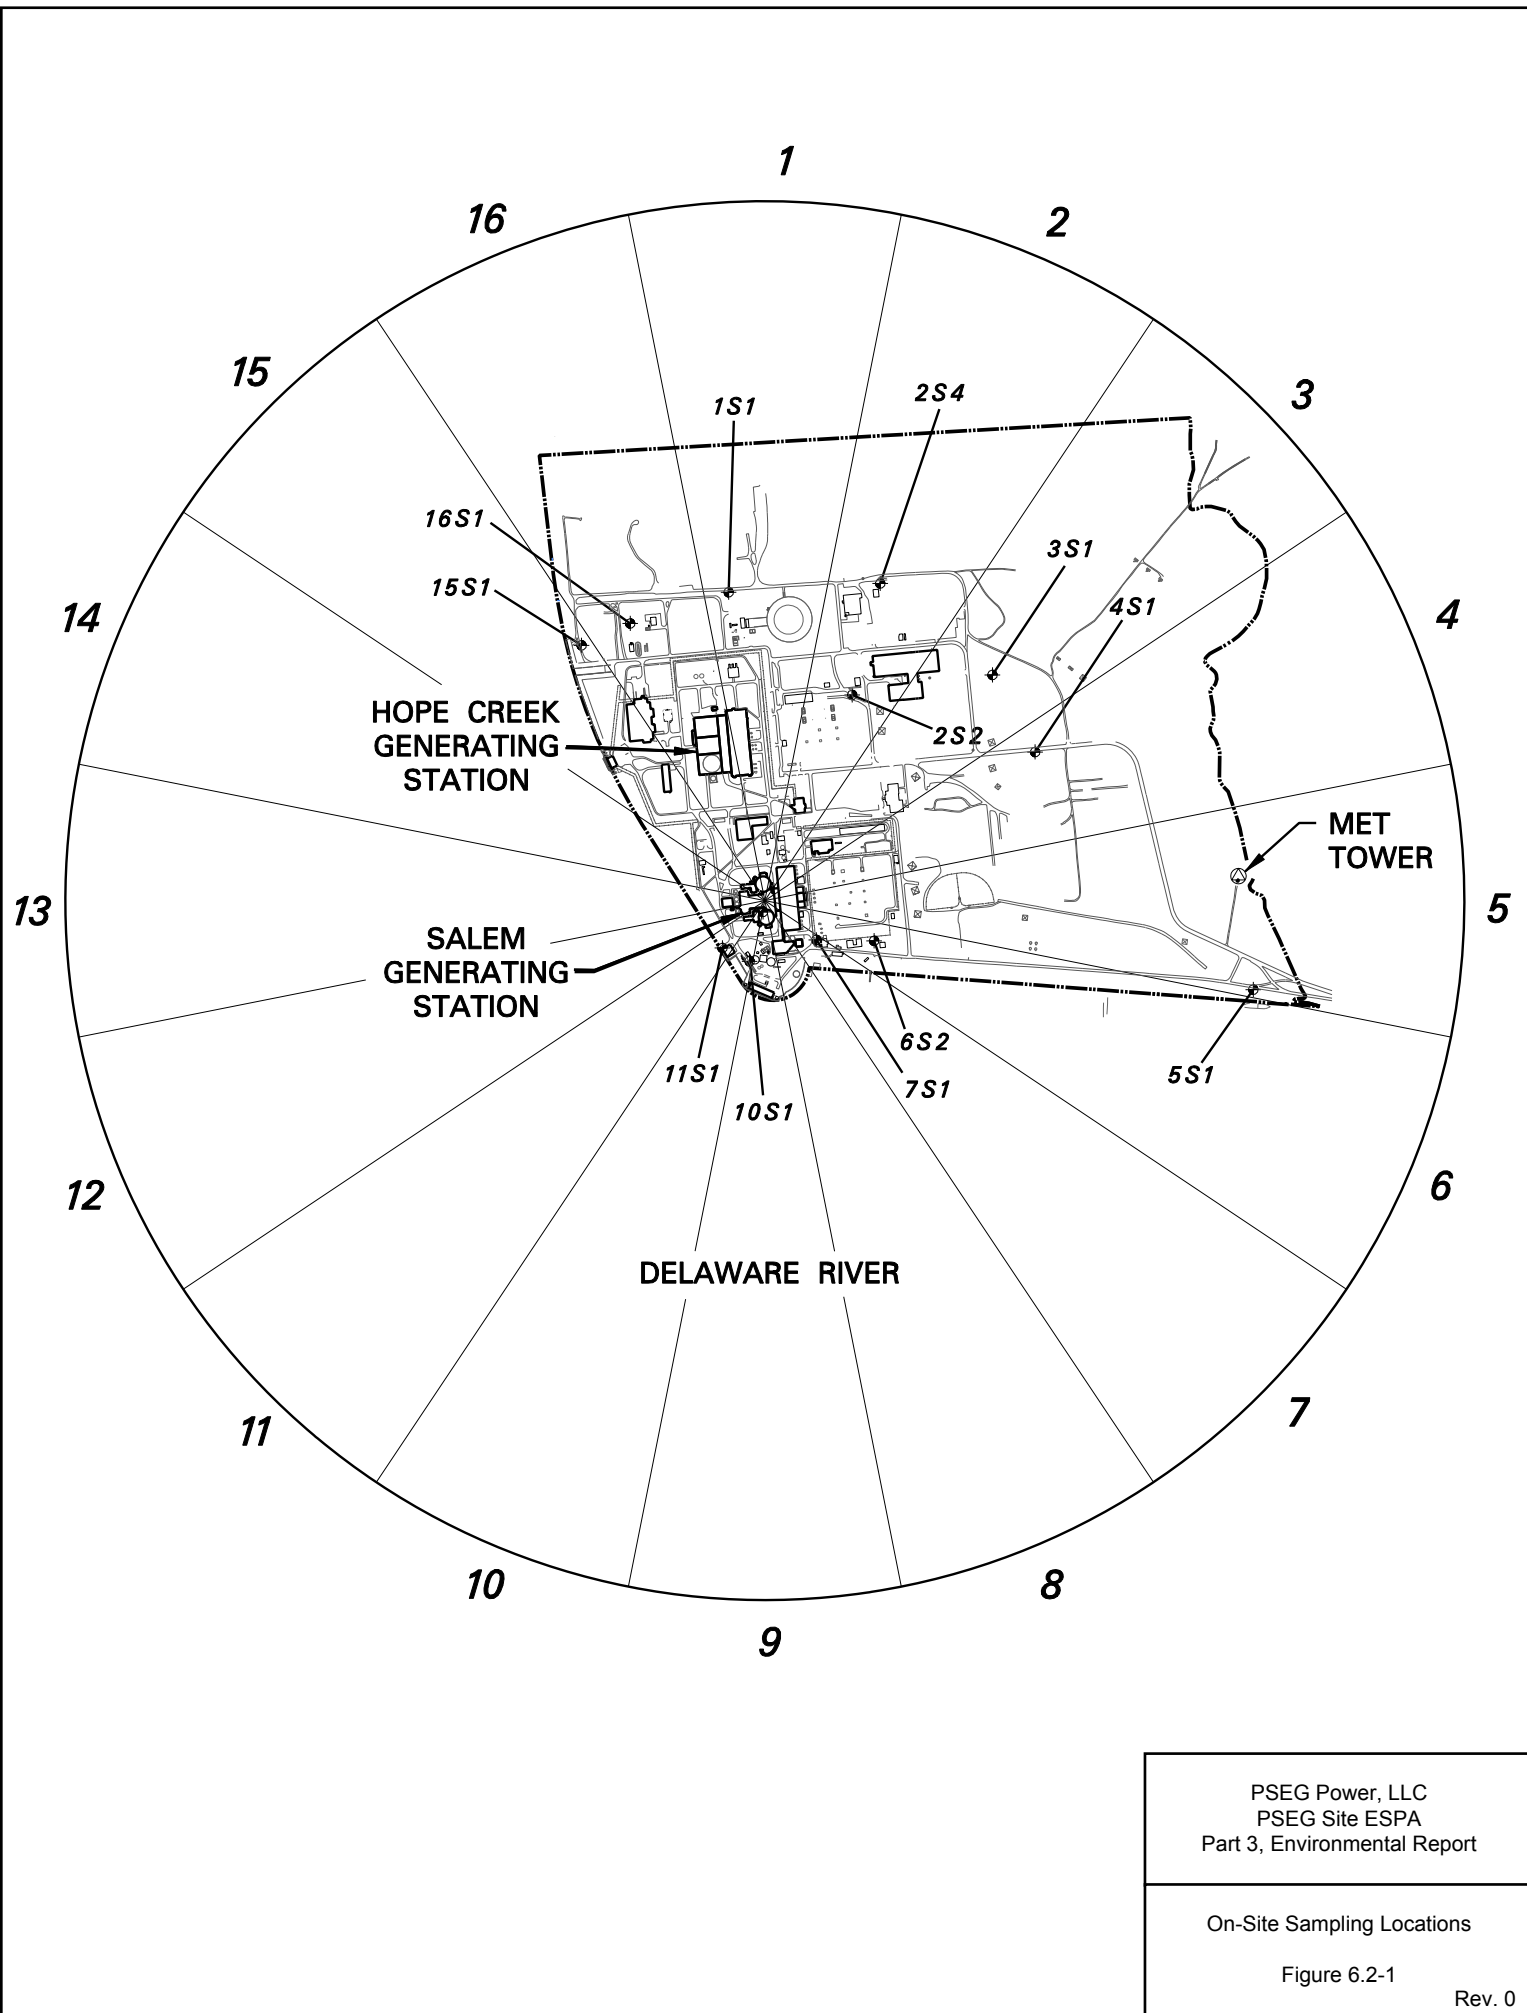 1
16
2
15
3
2S4
1S1
16S1
3S1
15S1
4S1
14
4
HOPE CREEK
GENERATING
STATION
2S2
MET
TOWER
13
5
SALEM
GENERATING
STATION
6S2
11S1
7S1
5S1
10S1
12
6
DELAWARE RIVER
11
7
10
8
9
PSEG Power, LLC
PSEG Site ESPA
Part 3, Environmental Report
On-Site Sampling Locations
Figure 6.2-1
Rev. 0